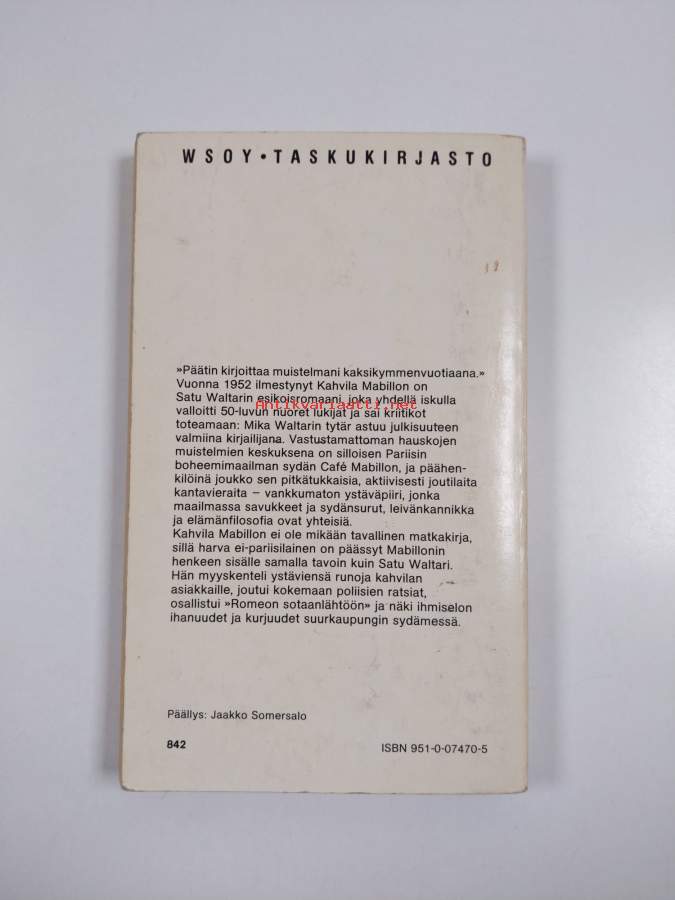 WSOY • TASKUKIRJASTO
»Päätin kirjoittaa muistelmani kaksikymmenvuotiaana.»
Vuonna 1952 ilmestynyt Kahvila Mabillon on
Satu Waltarin esikoisromaani, joka yhdellä iskulla
Antikvariaatti.net
valloitti 50-luvun nuoret lukijat ja sai kriitikot
toteamaan: Mika Waltarin tytär astuu julkisuuteen
valmiina kirjailijana. Vastustamattoman hauskojen
muistelmien keskuksena on silloisen Pariisin
boheemimaailman sydän Café Mabillon, ja päähen-
kilöinä joukko sen pitkätukkaisia, aktiivisesti joutilaita
kantavieraita – vankkumaton ystäväpiiri, jonka
maailmassa savukkeet ja sydänsurut, leivänkannikka
ja elämänfilosofia ovat yhteisiä.
Kahvila Mabillon ei ole mikään tavallinen matkakirja,
sillä harva ei-pariisilainen on päässyt Mabillonin
henkeen sisälle samalla tavoin kuin Satu Waltari.
Hän myyskenteli ystäviensä runoja kahvilan
asiakkaille, joutui kokemaan poliisien ratsiat,
osallistui »Romeon sotaanlähtöön» ja näki ihmiselon
ihanuudet ja kurjuudet suurkaupungin sydämessä.
Päällys: Jaakko Somersalo
842
ISBN 951-0-07470-5